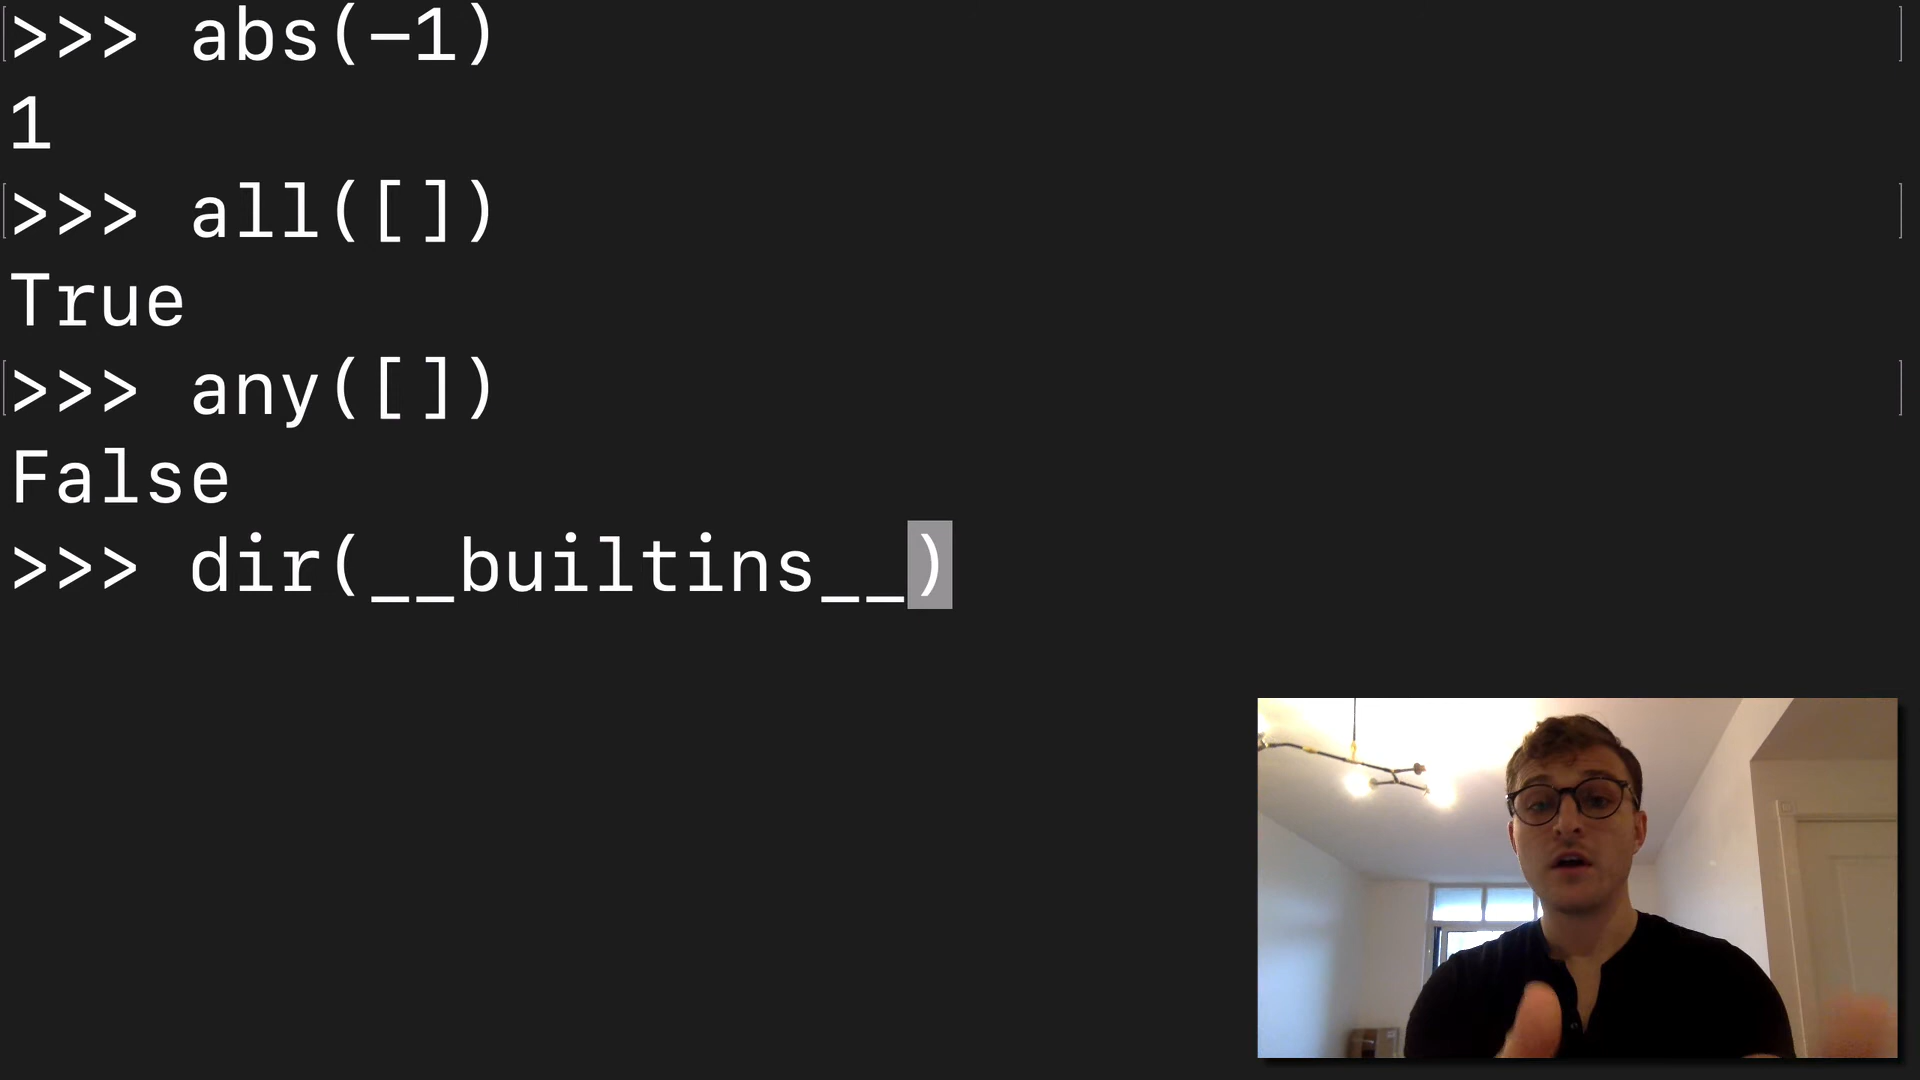 >>> abs(-1)
1
>>> all([])
True
>>> any([])
False
>>> dir(__builtins__)